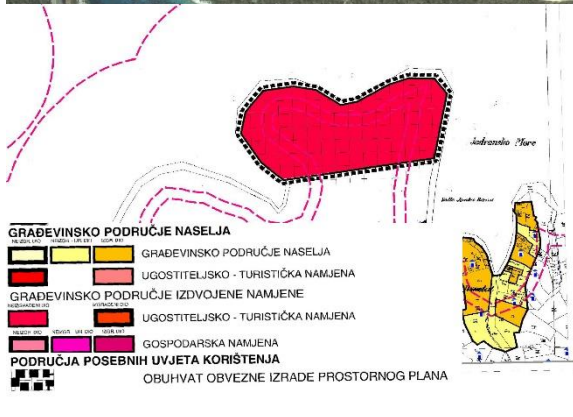 Jadransko More
GRAĐEVINSKO PODRUČJE NASELJA
GRAĐEVINSKO PODRUČJE NASELJA
UGOSTITELJSKO - TURISTIČKA NAMJENA
GRAĐEVINSKO PODRUČJE IZDVOJENE NAMJENE
UGOSTITELJSKO - TURISTIČKA NAMJENA
GOSPODARSKA NAMJENA
PODRUČJA POSEBNIH UVJETA KORIŠTENJA
OBUHVAT OBVEZNE IZRADE PROSTORNOG PLANA